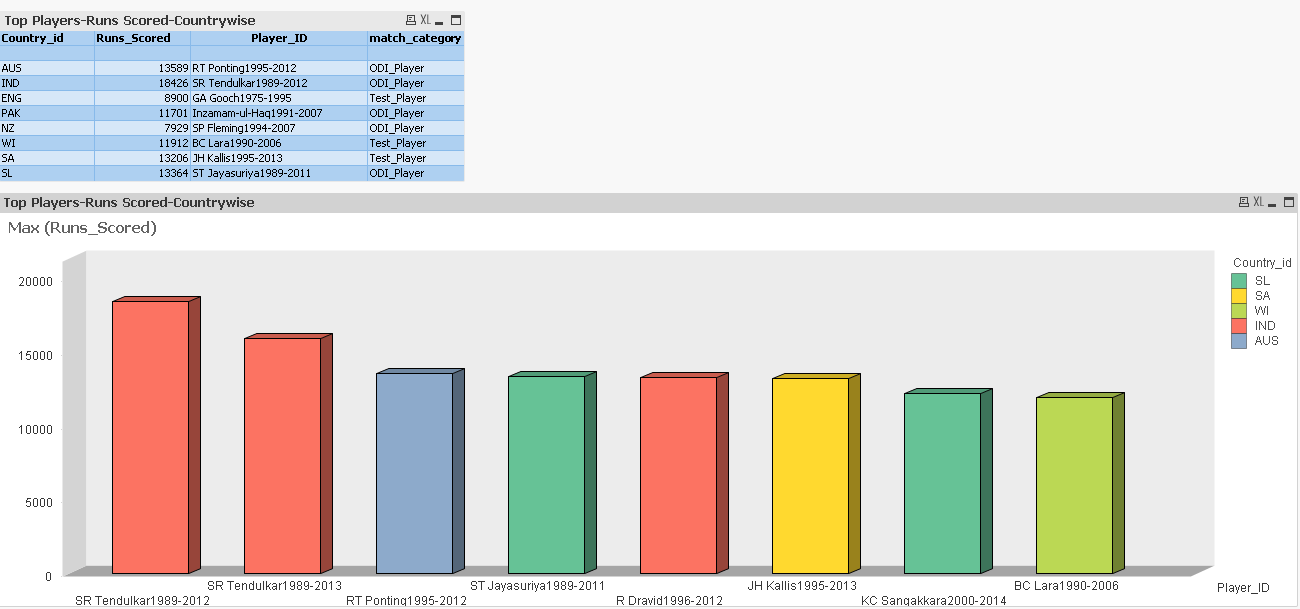 Top Players-Runs Scored-Countrywise XL
Country_id Runs_Scored Player_ID match_category
AUS 13589 RT Ponting1995-2012 ODI_Player
IND 18426 SR Tendulkar1989-2012 ODI_Player
ENG 8900 GA Gooch1975-1995 Test_Player
PAK 11701 Inzamam-ul-Haq1991-2007 ODI_Player
NZ 7929 SP Fleming1994-2007 ODI_Player
WI 11912 BC Lara1990-2006 Test_Player
SA 13206 JH Kallis1995-2013 Test_Player
SL 13364 ST Jayasuriya1989-2011 ODI_Player
Top Players-Runs Scored-Countrywise XL
Max (Runs_Scored)
Country_id
SL
SA
WI
IND
AUS
20000
15000
10000
5000
0
SR Tendulkar1989-2013 ST Jayasuriya1989-2011 JH Kallis1995-2013 BC Lara1990-2006 Player_ID
SR Tendulkar1989-2012 RT Ponting1995-2012 R Dravid1996-2012 KC Sangakkara2000-2014